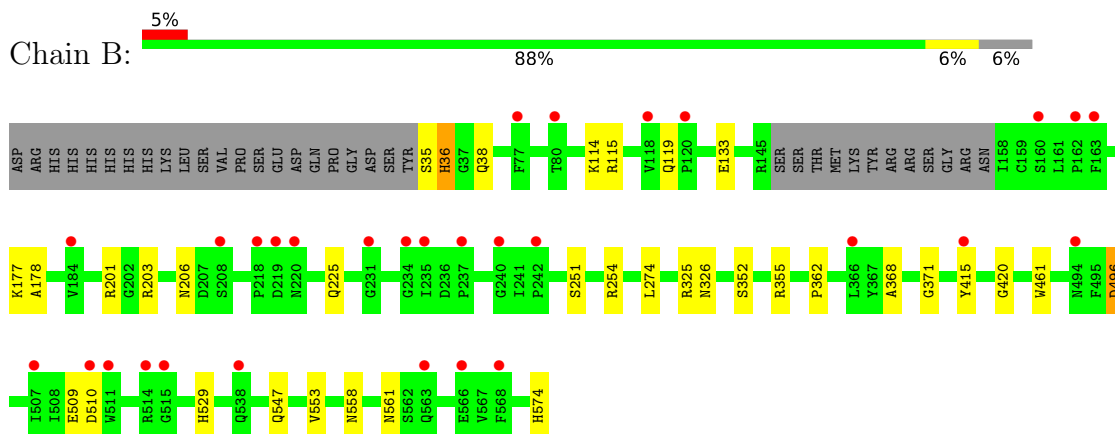 5%
Chain B:
88% 6% 6%
ASP ARG HIS HIS HIS HIS HIS HIS LYS LEU SER VAL PRO SER GLU ASP GLN PRO GLY ASP SER TYR S35 H36 G37 Q38 F77 T80 K114 R115 V118 Q119 P120 E133 R145 SER SER THR MET LYS TYR ARG ARG SER GLY ARG ASN I158 C159 S160 L161 P162 F163
K177 A178 V184 R201 G202 R203 N206 D207 S208 P218 D219 N220 Q225 G231 G234 I235 D236 P237 G240 I241 P242 S251 R254 L274 R325 N326 S352 R355 P362 L366 Y367 A368 G371 Y415 G420 W461 N494 F495 D496
I507 I508 E509 D510 W511 R514 G515 H529 Q538 Q547 V553 N558 N561 S562 Q563 E566 V567 F568 H574